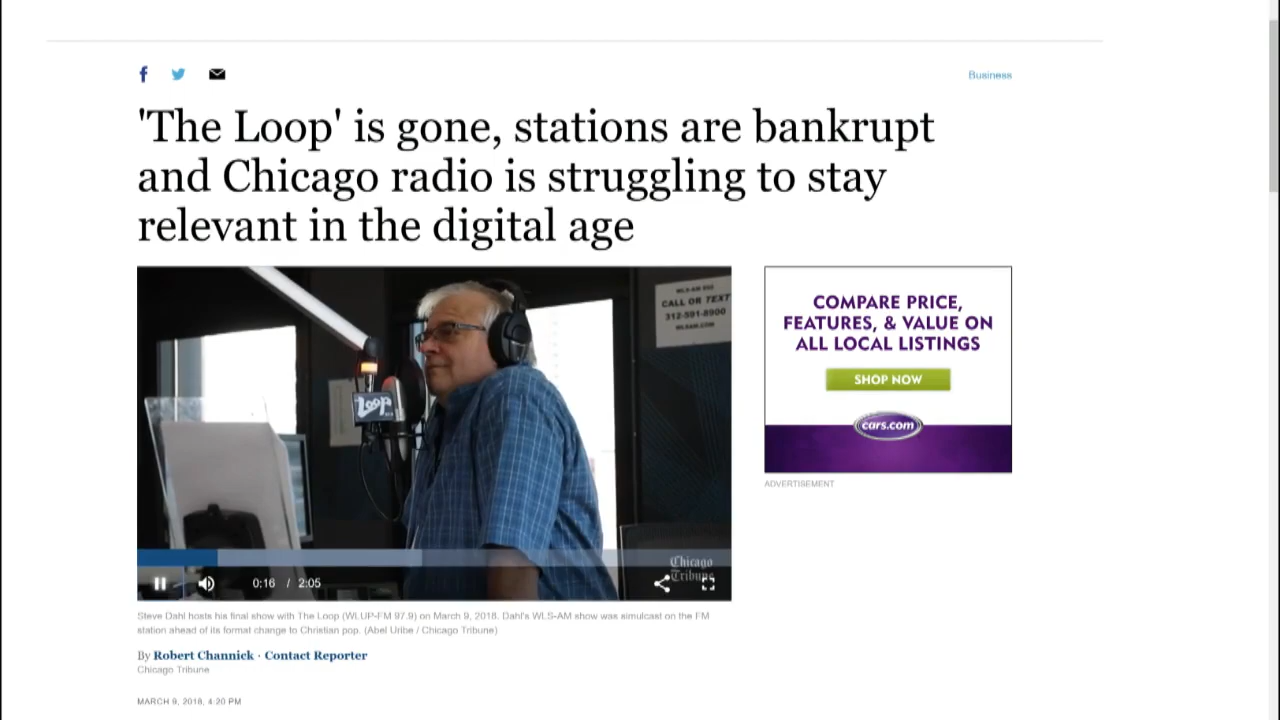 Business
'The Loop' is gone, stations are bankrupt
and Chicago radio is struggling to stay
relevant in the digital age
WLS-AM 890
CALL OR TEXT
312-591-8900
WLSAM.COM
Loop
Chicago
Tribune
0:16 / 2:05
COMPARE PRICE,
FEATURES, & VALUE ON
ALL LOCAL LISTINGS
SHOP NOW
cars.com
ADVERTISEMENT
Steve Dahl hosts his final show with The Loop (WLUP-FM 97.9) on March 9, 2018. Dahl's WLS-AM show was simulcast on the FM
station ahead of its format change to Christian pop. (Abel Uribe / Chicago Tribune)
By Robert Channick · Contact Reporter
Chicago Tribune
MARCH 9, 2018, 4:20 PM